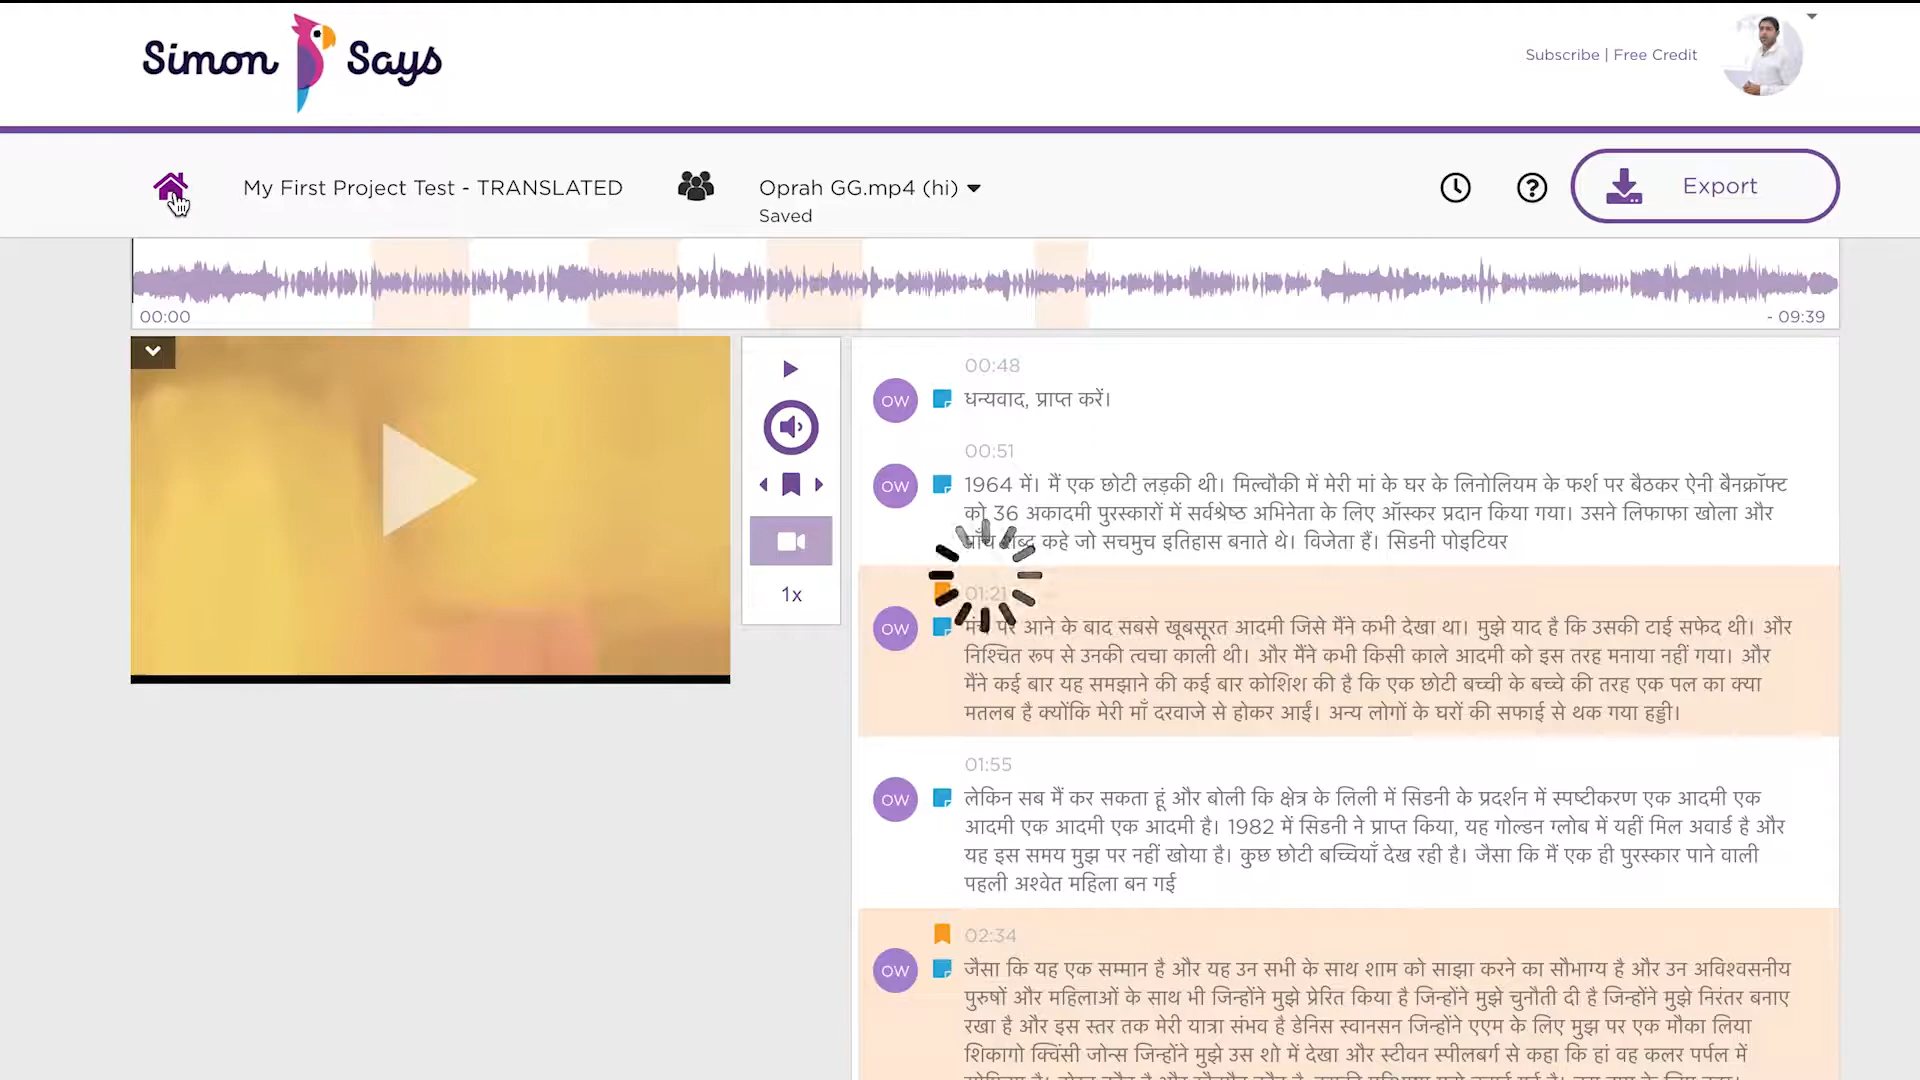 Simon Says
Subscribe | Free Credit
My First Project Test - TRANSLATED
Oprah GG.mp4 (hi)
Saved
Export
00:00
- 09:39
1x
00:48
OW
धन्यवाद, प्राप्त करें।
00:51
OW
1964 में। मैं एक छोटी लड़की थी। मिल्वौकी में मेरी मां के घर के लिनोलियम के फर्श पर बैठकर ऐनी बैनक्रॉफ्ट
को 36 अकादमी पुरस्कारों में सर्वश्रेष्ठ अभिनेता के लिए ऑस्कर प्रदान किया गया। उसने लिफाफा खोला और
पाँच शब्द कहे जो सचमुच इतिहास बनाते थे। विजेता हैं। सिडनी पोइटियर
01:21
OW
मंच पर आने के बाद सबसे खूबसूरत आदमी जिसे मैंने कभी देखा था। मुझे याद है कि उसकी टाई सफेद थी। और
निश्चित रूप से उनकी त्वचा काली थी। और मैंने कभी किसी काले आदमी को इस तरह मनाया नहीं गया। और
मैंने कई बार यह समझाने की कई बार कोशिश की है कि एक छोटी बच्ची के बच्चे की तरह एक पल का क्या
मतलब है क्योंकि मेरी माँ दरवाजे से होकर आईं। अन्य लोगों के घरों की सफाई से थक गया हड्डी।
01:55
OW
लेकिन सब मैं कर सकता हूं और बोली कि क्षेत्र के लिली में सिडनी के प्रदर्शन में स्पष्टीकरण एक आदमी एक
आदमी एक आदमी एक आदमी है। 1982 में सिडनी ने प्राप्त किया, यह गोल्डन ग्लोब में यहीं मिल अवार्ड है और
यह इस समय मुझ पर नहीं खोया है। कुछ छोटी बच्चियाँ देख रही है। जैसा कि मैं एक ही पुरस्कार पाने वाली
पहली अश्वेत महिला बन गई
02:34
OW
जैसा कि यह एक सम्मान है और यह उन सभी के साथ शाम को साझा करने का सौभाग्य है और उन अविश्वसनीय
पुरुषों और महिलाओं के साथ भी जिन्होंने मुझे प्रेरित किया है जिन्होंने मुझे चुनौती दी है जिन्होंने मुझे निरंतर बनाए
रखा है और इस स्तर तक मेरी यात्रा संभव है डेनिस स्वानसन जिन्होंने एएम के लिए मुझ पर एक मौका लिया
शिकागो क्विंसी जोन्स जिन्होंने मुझे उस शो में देखा और स्टीवन स्पीलबर्ग से कहा कि हां वह कलर पर्पल में